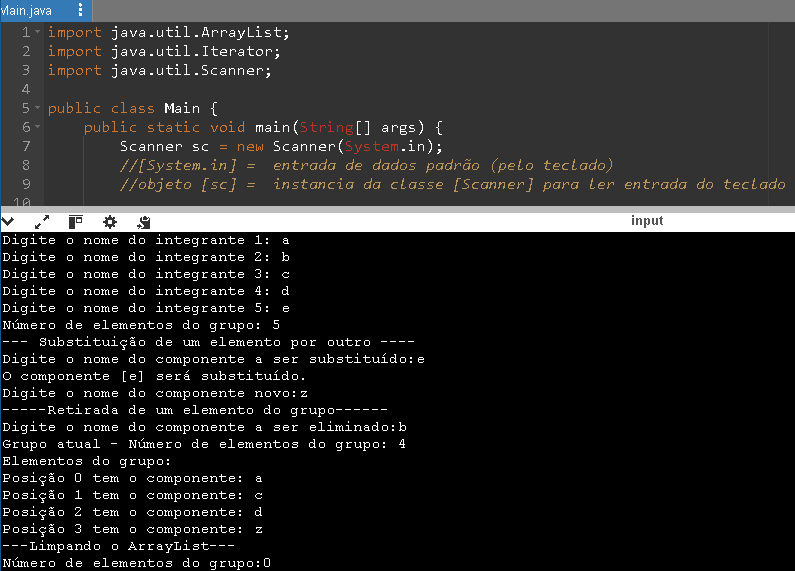 Main.java
1 import java.util.ArrayList;
2 import java.util.Iterator;
3 import java.util.Scanner;
4
5 public class Main {
6 public static void main(String[] args) {
7 Scanner sc = new Scanner(System.in);
8 //[System.in] = entrada de dados padrão (pelo teclado)
9 //objeto [sc] = instancia da classe [Scanner] para ler entrada do teclado
10
input
Digite o nome do integrante 1: a
Digite o nome do integrante 2: b
Digite o nome do integrante 3: c
Digite o nome do integrante 4: d
Digite o nome do integrante 5: e
Número de elementos do grupo: 5
--- Substituição de um elemento por outro ----
Digite o nome do componente a ser substituído:e
O componente [e] será substituído.
Digite o nome do componente novo:z
-----Retirada de um elemento do grupo------
Digite o nome do componente a ser eliminado:b
Grupo atual - Número de elementos do grupo: 4
Elementos do grupo:
Posição 0 tem o componente: a
Posição 1 tem o componente: c
Posição 2 tem o componente: d
Posição 3 tem o componente: z
---Limpando o ArrayList---
Número de elementos do grupo:0